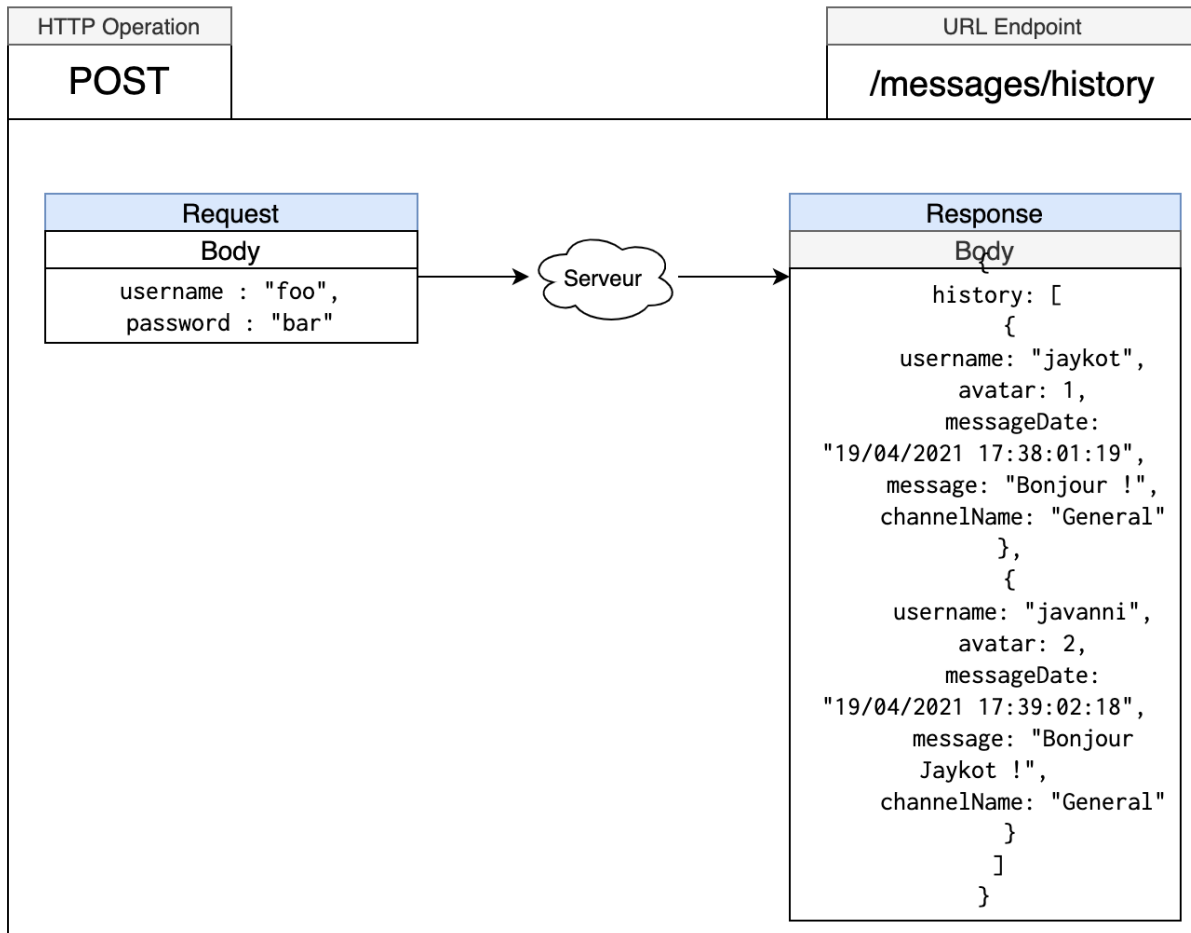 HTTP Operation
POST
URL Endpoint
/messages/history
Request
Body
username : "foo",
password : "bar"
Serveur
Response
Body
{
history: [
{
username: "jaykot",
avatar: 1,
messageDate:
"19/04/2021 17:38:01:19",
message: "Bonjour !",
channelName: "General"
},
{
username: "javanni",
avatar: 2,
messageDate:
"19/04/2021 17:39:02:18",
message: "Bonjour
Jaykot !",
channelName: "General"
}
]
}